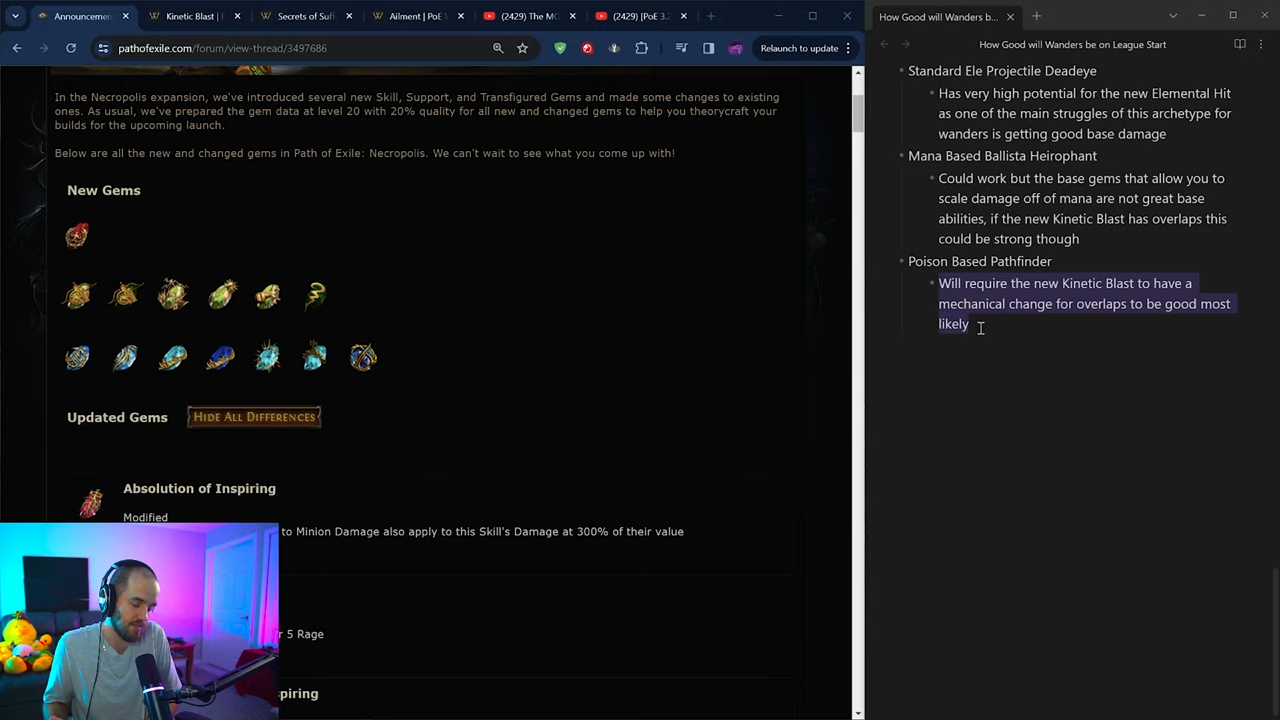 Announcemen
Kinetic Blast |
Secrets of Suff
Ailment | PoE V
(2429) The MC
(2429) [PoE 3.2
How Good will Wanders b...
pathofexile.com/forum/view-thread/3497686
Relaunch to update
How Good will Wanders be on League Start
In the Necropolis expansion, we've introduced several new Skill, Support, and Transfigured Gems and made some changes to existing
ones. As usual, we've prepared the gem data at level 20 with 20% quality for all new and changed gems to help you theorycraft your
builds for the upcoming launch.
Below are all the new and changed gems in Path of Exile: Necropolis. We can't wait to see what you come up with!
New Gems
Updated Gems
HIDE ALL DIFFERENCES
Absolution of Inspiring
Modified
to Minion Damage also apply to this Skill's Damage at 300% of their value
r 5 Rage
spiring
Standard Ele Projectile Deadeye
Has very high potential for the new Elemental Hit
as one of the main struggles of this archetype for
wanders is getting good base damage
Mana Based Ballista Heirophant
Could work but the base gems that allow you to
scale damage off of mana are not great base
abilities, if the new Kinetic Blast has overlaps this
could be strong though
Poison Based Pathfinder
Will require the new Kinetic Blast to have a
mechanical change for overlaps to be good most
likely